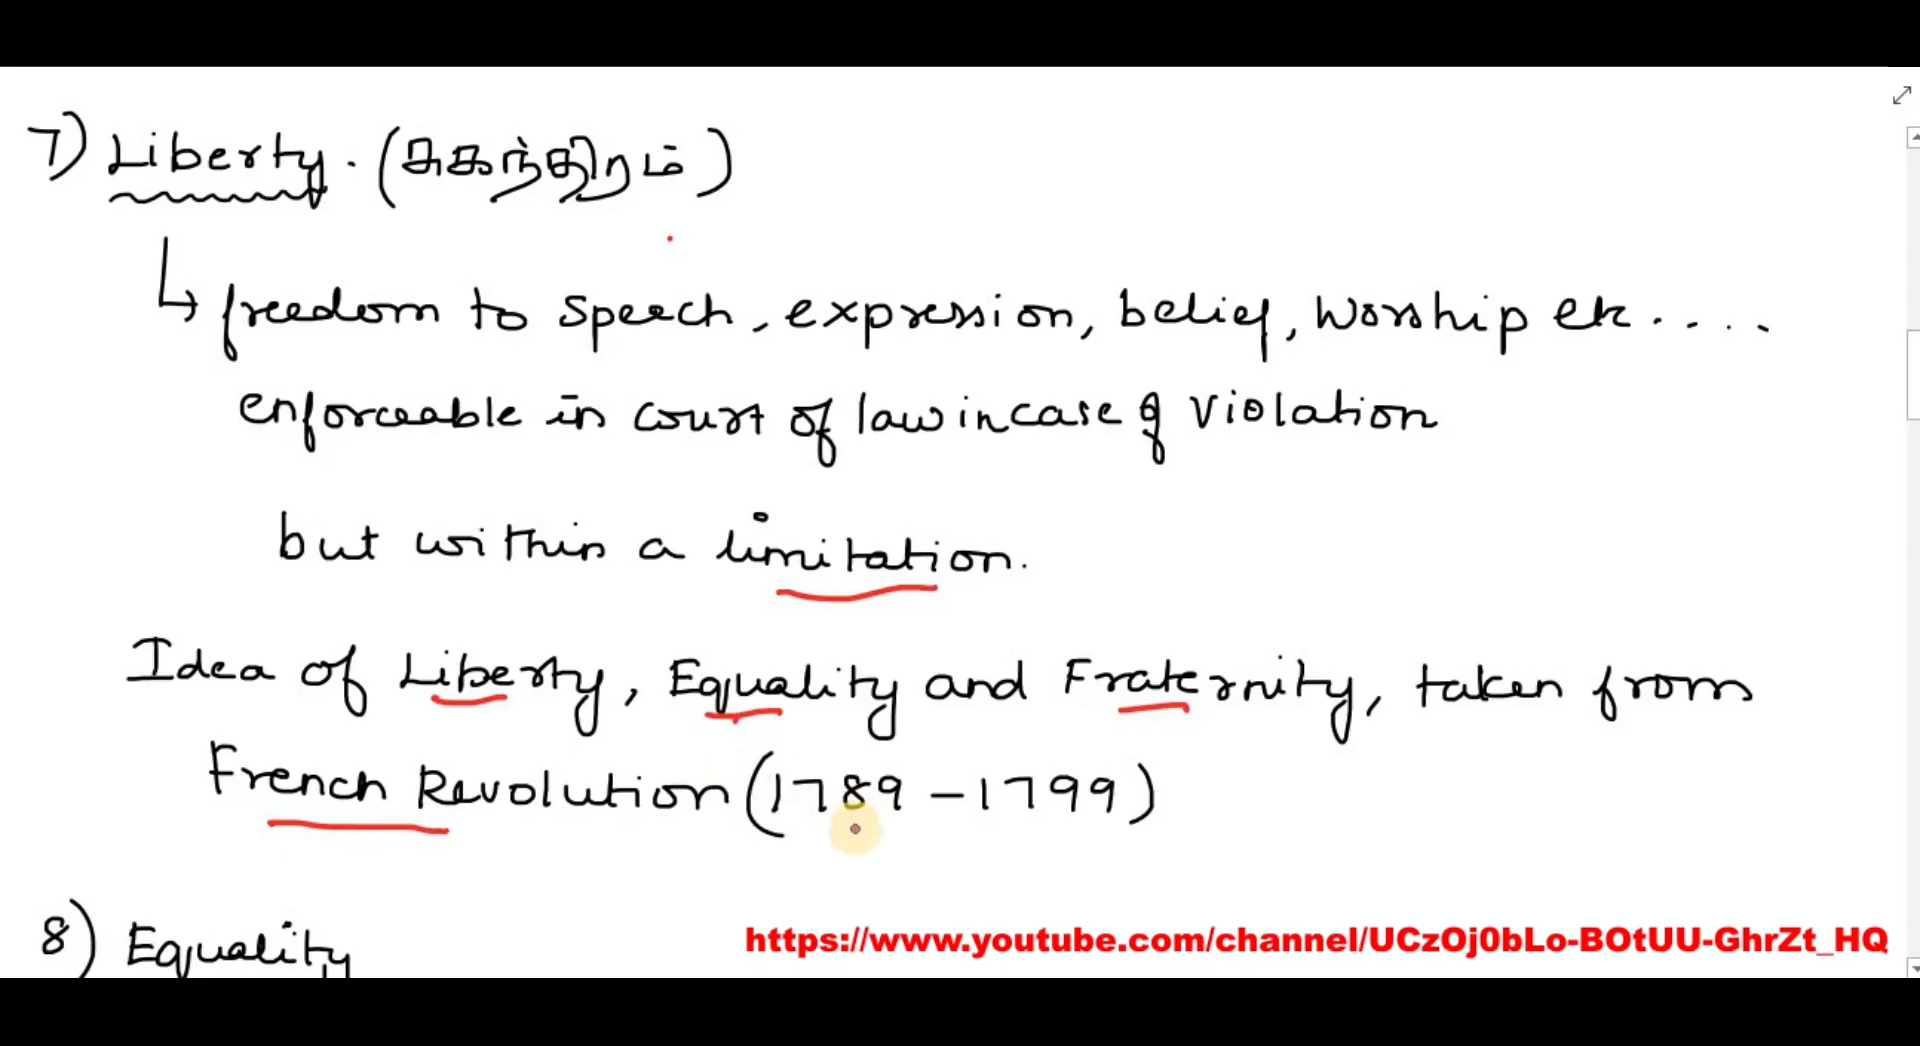 7) Liberty. (சுதந்திரம்)
↳ freedom to speech, expression, belief, worship etc.....
enforceable in court of law in case of violation
but within a limitation.
Idea of Liberty, Equality and Fraternity, taken from
French Revolution (1789 - 1799)
8) Equality
https://www.youtube.com/channel/UCzOj0bLo-BOtUU-GhrZt_HQ